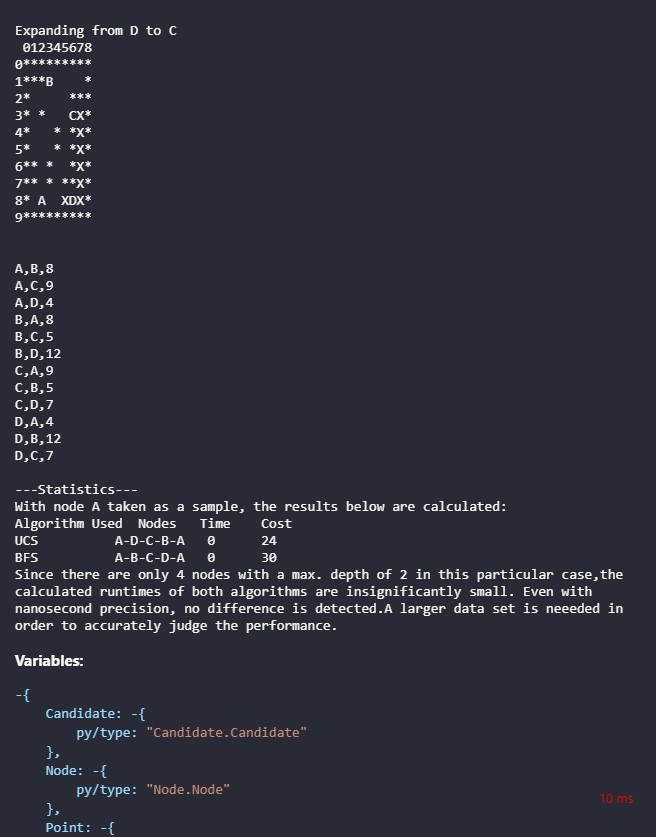 Expanding from D to C
 012345678
0*********
1***B    *
2*     ***
3* *   CX*
4*   * *X*
5*   * *X*
6** *  *X*
7** * **X*
8* A  XDX*
9*********
A,B,8
A,C,9
A,D,4
B,A,8
B,C,5
B,D,12
C,A,9
C,B,5
C,D,7
D,A,4
D,B,12
D,C,7
---Statistics---
With node A taken as a sample, the results below are calculated:
Algorithm Used  Nodes   Time    Cost
UCS          A-D-C-B-A   0      24
BFS          A-B-C-D-A   0      30
Since there are only 4 nodes with a max. depth of 2 in this particular case,the
calculated runtimes of both algorithms are insignificantly small. Even with
nanosecond precision, no difference is detected.A larger data set is neeeded in
order to accurately judge the performance.
Variables:
-{
    Candidate: -{
        py/type: "Candidate.Candidate"
    },
    Node: -{
        py/type: "Node.Node"
    },
10 ms
    Point: -{